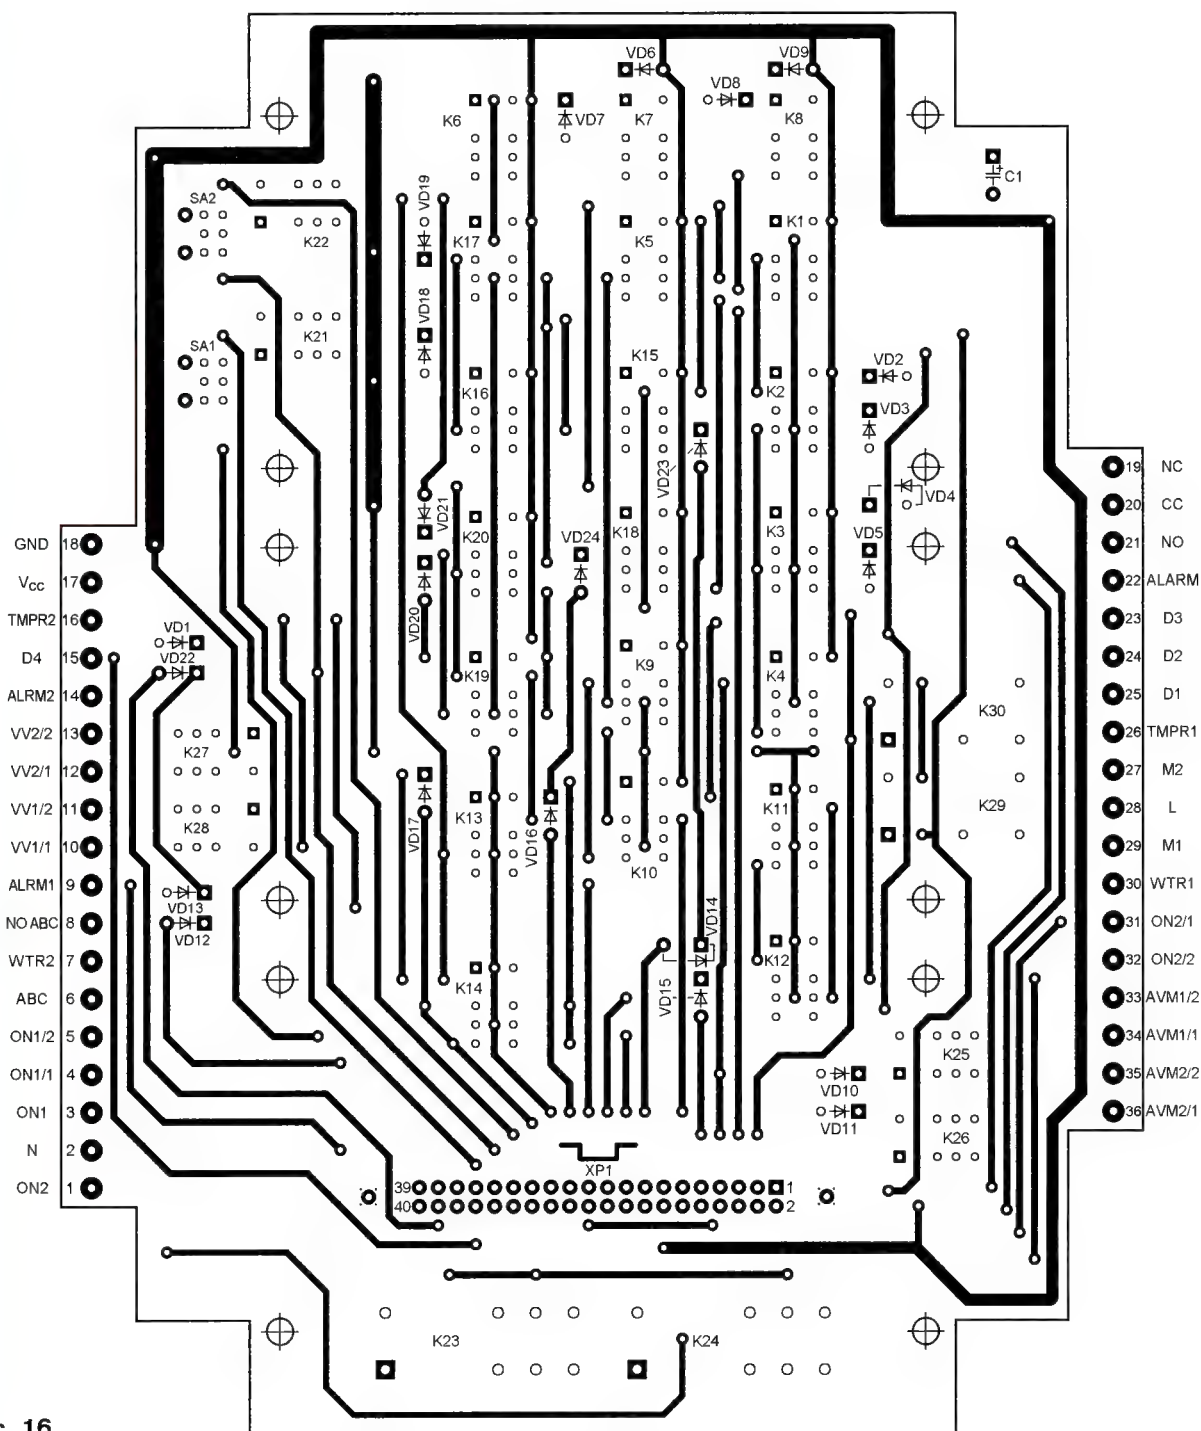 VD6
VD9
VD8
K6
VD7
K7
K8
C1
+
SA2
VD19
K22
K17
K5
K1
VD18
SA1
K21
K15
VD2
K16
K2
VD3
VD23
VD4
VD21
K20
VD24
K18
K3
VD5
VD20
VD1
VD22
K19
K9
K4
K30
K27
K28
K29
VD17
K13
VD16
K10
K11
VD13
VD12
VD14
K14
VD15
K12
K25
VD10
VD11
K26
XP1
39
1
40
2
K23
K24
GND 18
Vcc 17
TMPR2 16
D4 15
ALRM2 14
VV2/2 13
VV2/1 12
VV1/2 11
VV1/1 10
ALRM1 9
NO ABC 8
WTR2 7
ABC 6
ON1/2 5
ON1/1 4
ON1 3
N 2
ON2 1
19 NC
20 CC
21 NO
22 ALARM
23 D3
24 D2
25 D1
26 TMPR1
27 M2
28 L
29 M1
30 WTR1
31 ON2/1
32 ON2/2
33 AVM1/2
34 AVM1/1
35 AVM2/2
36 AVM2/1
16